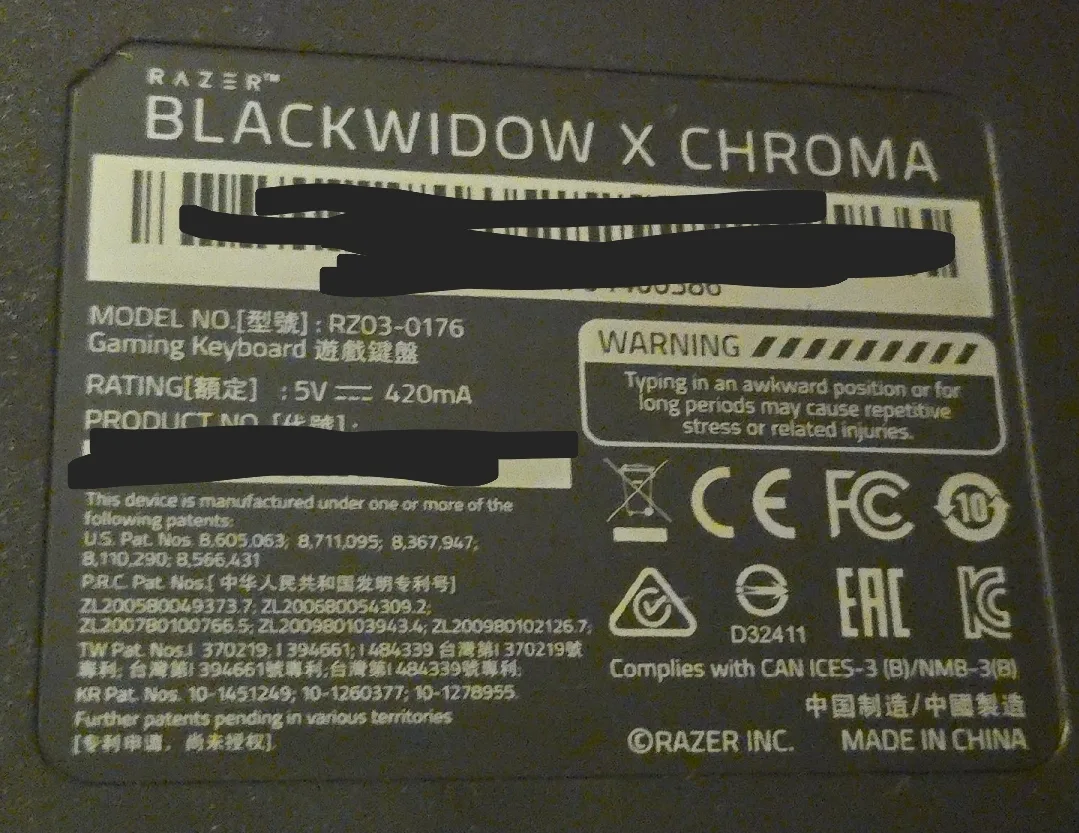 RAZER™
BLACKWIDOW X CHROMA
MODEL NO.[型號] : RZ03-0176
Gaming Keyboard 遊戲鍵盤
RATING[額定] : 5V ⎓ 420mA
PRODUCT NO.[代號] :
WARNING
Typing in an awkward position or for
long periods may cause repetitive
stress or related injuries.
This device is manufactured under one or more of the
following patents:
U.S. Pat. Nos. 8,605,063; 8,711,095; 8,367,947;
8,110,290; 8,566,431
P.R.C. Pat. Nos.[ 中华人民共和国发明专利号]
ZL200580049373.7; ZL200680054309.2;
ZL200780100766.5; ZL200980103943.4; ZL200980102126.7;
TW Pat. Nos.I 370219; I 394661; I 484339 台灣第I 370219號
專利; 台灣第I 394661號專利;台灣第I 484339號專利;
KR Pat. Nos. 10-1451249; 10-1260377; 10-1278955.
Further patents pending in various territories
[专利申请，尚未授权].
CE FC 10
D32411 EAC KC
Complies with CAN ICES-3 (B)/NMB-3(B)
中国制造/中國製造
©RAZER INC. MADE IN CHINA